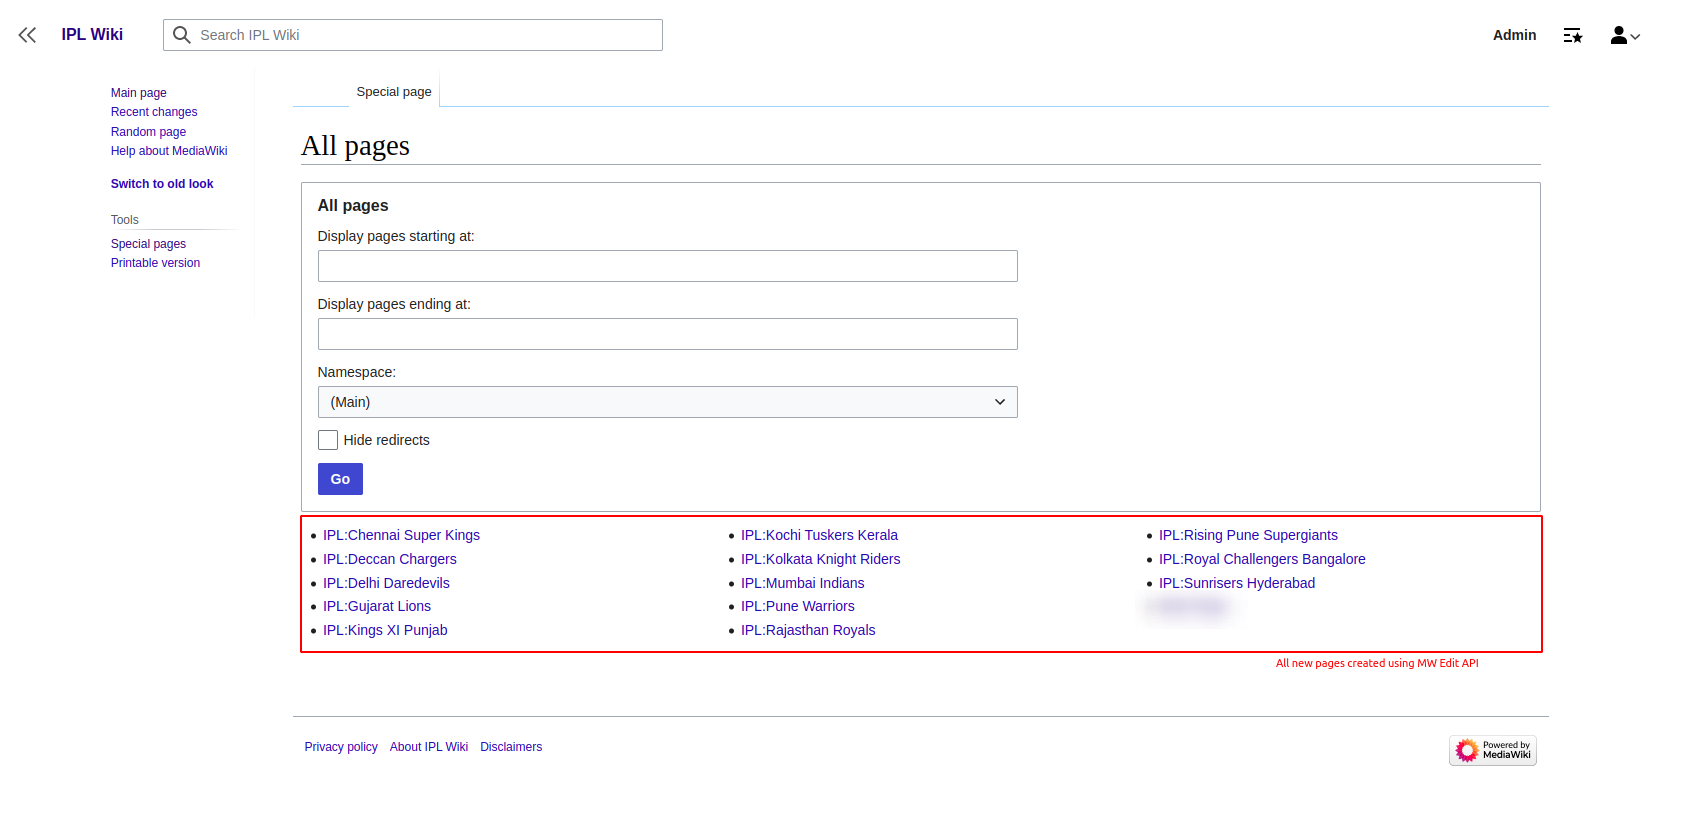 IPL Wiki
Search IPL Wiki
Admin
Main page
Recent changes
Random page
Help about MediaWiki
Switch to old look
Tools
Special pages
Printable version
Special page
All pages
All pages
Display pages starting at:
Display pages ending at:
Namespace:
(Main)
Hide redirects
Go
IPL:Chennai Super Kings
IPL:Deccan Chargers
IPL:Delhi Daredevils
IPL:Gujarat Lions
IPL:Kings XI Punjab
IPL:Kochi Tuskers Kerala
IPL:Kolkata Knight Riders
IPL:Mumbai Indians
IPL:Pune Warriors
IPL:Rajasthan Royals
IPL:Rising Pune Supergiants
IPL:Royal Challengers Bangalore
IPL:Sunrisers Hyderabad
All new pages created using MW Edit API
Privacy policy About IPL Wiki Disclaimers
Powered by
MediaWiki